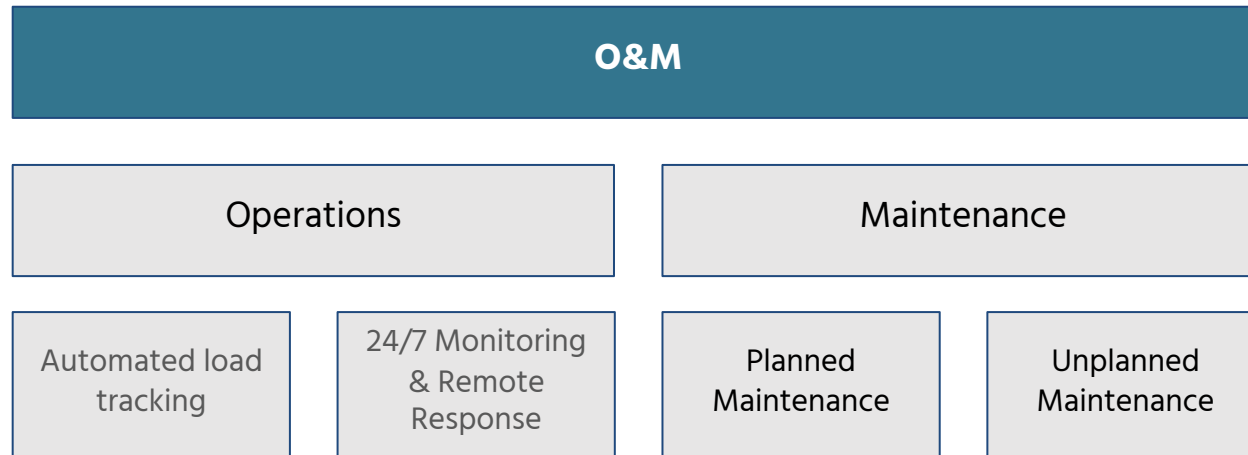 O&M
Operations
Maintenance
Automated load
tracking
24/7 Monitoring
& Remote
Response
Planned
Maintenance
Unplanned
Maintenance